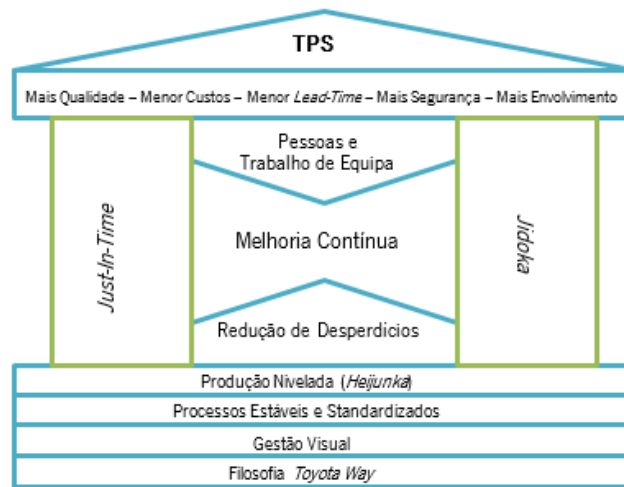 TPS
Mais Qualidade – Menor Custos – Menor Lead-Time – Mais Segurança – Mais Envolvimento
Pessoas e
Trabalho de Equipa
Just-In-Time
Melhoria Contínua
Jidoka
Redução de Desperdícios
Produção Nivelada (Heijunka)
Processos Estáveis e Standardizados
Gestão Visual
Filosofia Toyota Way